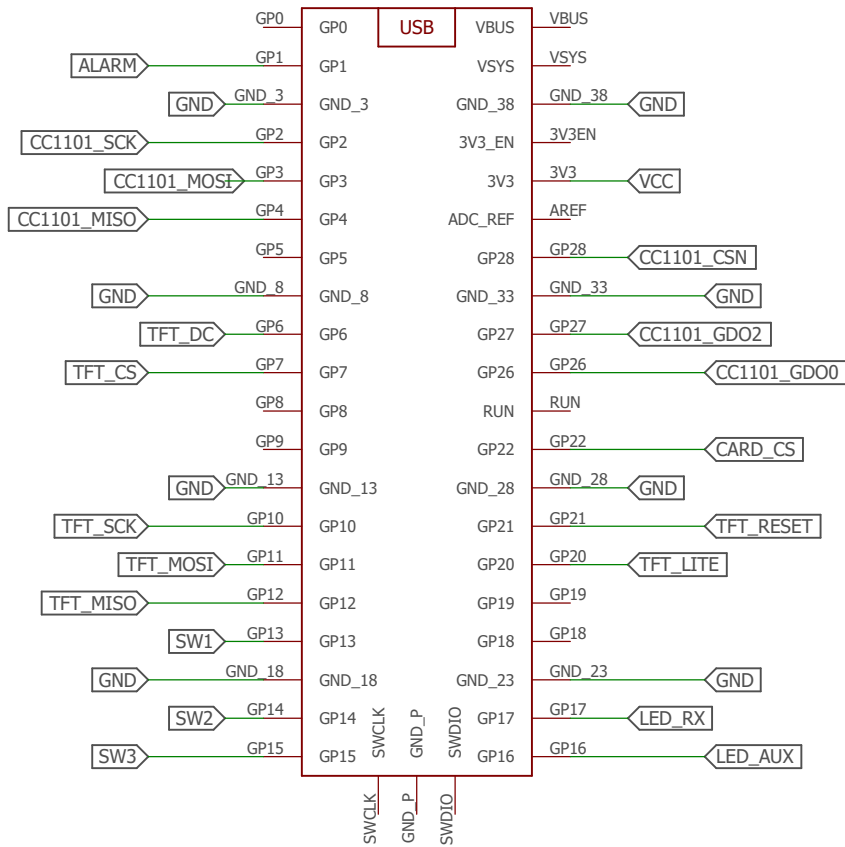 GP0 GP0 USB VBUS VBUS
ALARM GP1 GP1 VSYS VSYS
GND GND_3 GND_3 GND_38 GND_38 GND
CC1101_SCK GP2 GP2 3V3_EN 3V3EN
CC1101_MOSI GP3 GP3 3V3 3V3 VCC
CC1101_MISO GP4 GP4 ADC_REF AREF
GP5 GP5 GP28 GP28 CC1101_CSN
GND GND_8 GND_8 GND_33 GND_33 GND
TFT_DC GP6 GP6 GP27 GP27 CC1101_GDO2
TFT_CS GP7 GP7 GP26 GP26 CC1101_GDO0
GP8 GP8 RUN RUN
GP9 GP9 GP22 GP22 CARD_CS
GND GND_13 GND_13 GND_28 GND_28 GND
TFT_SCK GP10 GP10 GP21 GP21 TFT_RESET
TFT_MOSI GP11 GP11 GP20 GP20 TFT_LITE
TFT_MISO GP12 GP12 GP19 GP19
SW1 GP13 GP13 GP18 GP18
GND GND_18 GND_18 GND_23 GND_23 GND
SW2 GP14 GP14 GP17 GP17 LED_RX
SW3 GP15 GP15 SWCLK GND_P SWDIO GP16 GP16 LED_AUX
SWCLK GND_P SWDIO